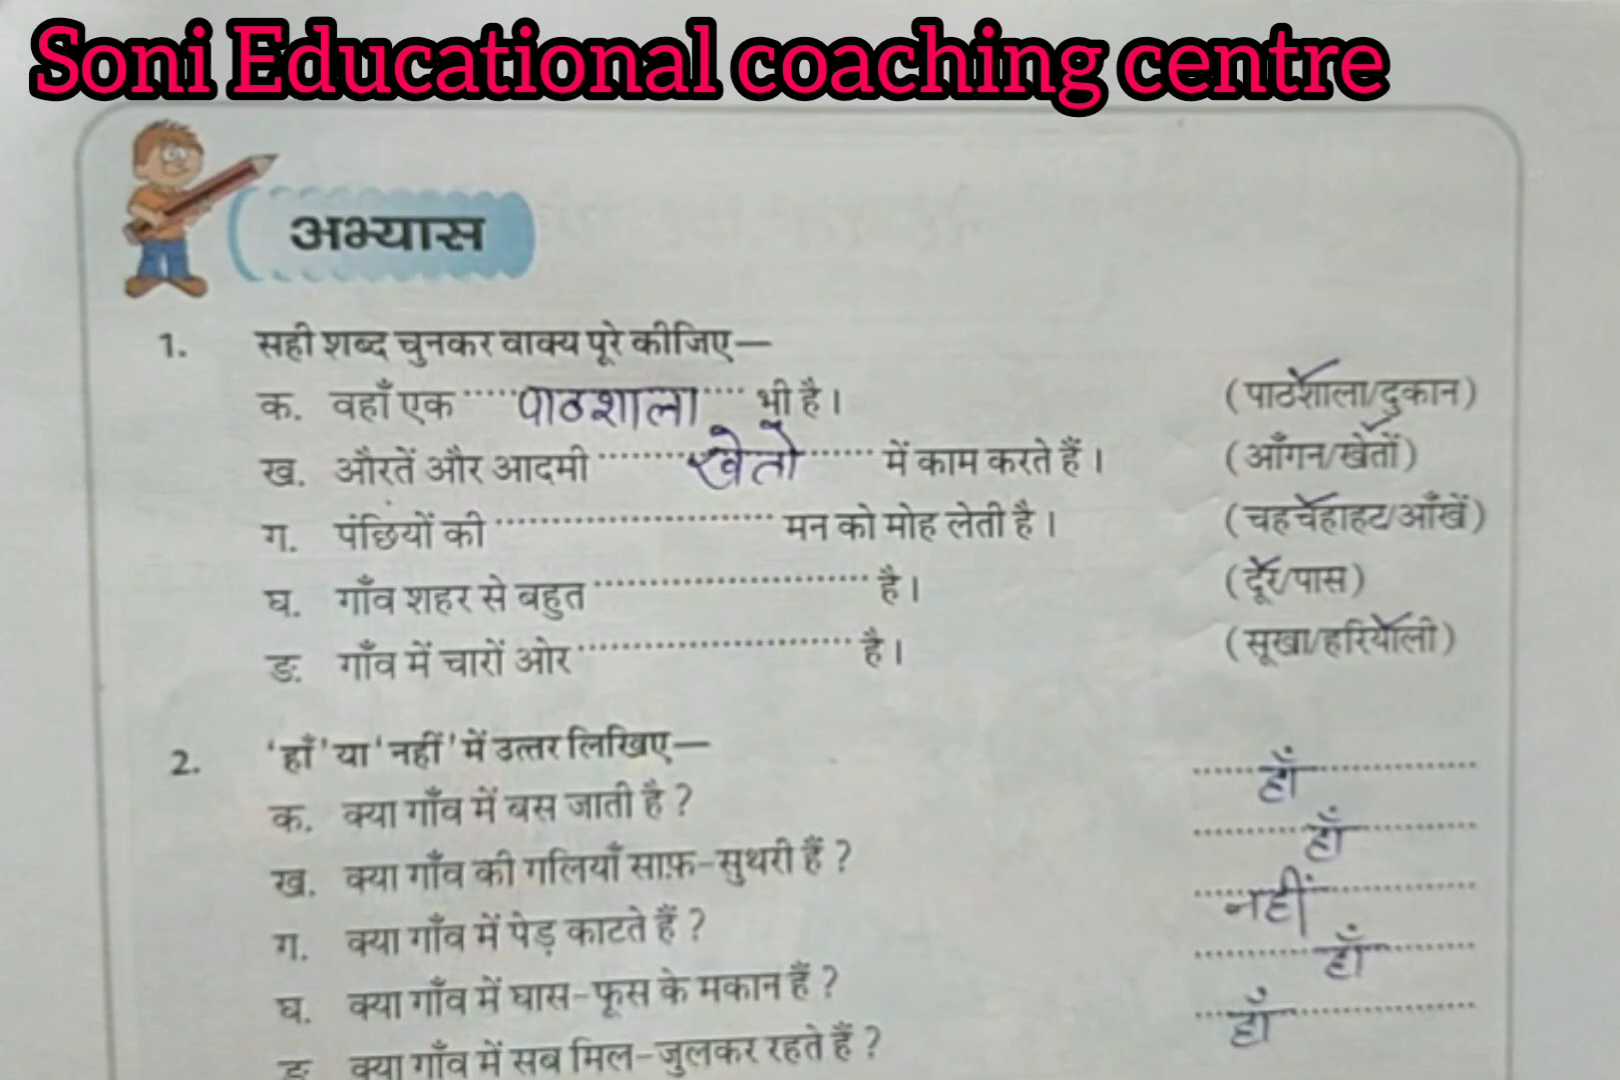 Soni Educational coaching centre
अभ्यास
1. सही शब्द चुनकर वाक्य पूरे कीजिए—
क. वहाँ एक ..... पाठशाला ..... भी है। (पाठशाला/दुकान)
ख. औरतें और आदमी ........ खेतों ....... में काम करते हैं। (आँगन/खेतों)
ग. पंछियों की ........................ मन को मोह लेती है। (चहचहाहट/आँखें)
घ. गाँव शहर से बहुत ........................ है। (दूर/पास)
ङ. गाँव में चारों ओर ........................ है। (सूखा/हरियाली)
2. 'हाँ' या 'नहीं' में उत्तर लिखिए—
क. क्या गाँव में बस जाती है ? हाँ
ख. क्या गाँव की गलियाँ साफ़-सुथरी हैं ? हाँ
ग. क्या गाँव में पेड़ काटते हैं ? नहीं
घ. क्या गाँव में घास-फूस के मकान हैं ? हाँ
ङ क्या गाँव में सब मिल-जुलकर रहते हैं ? हाँ